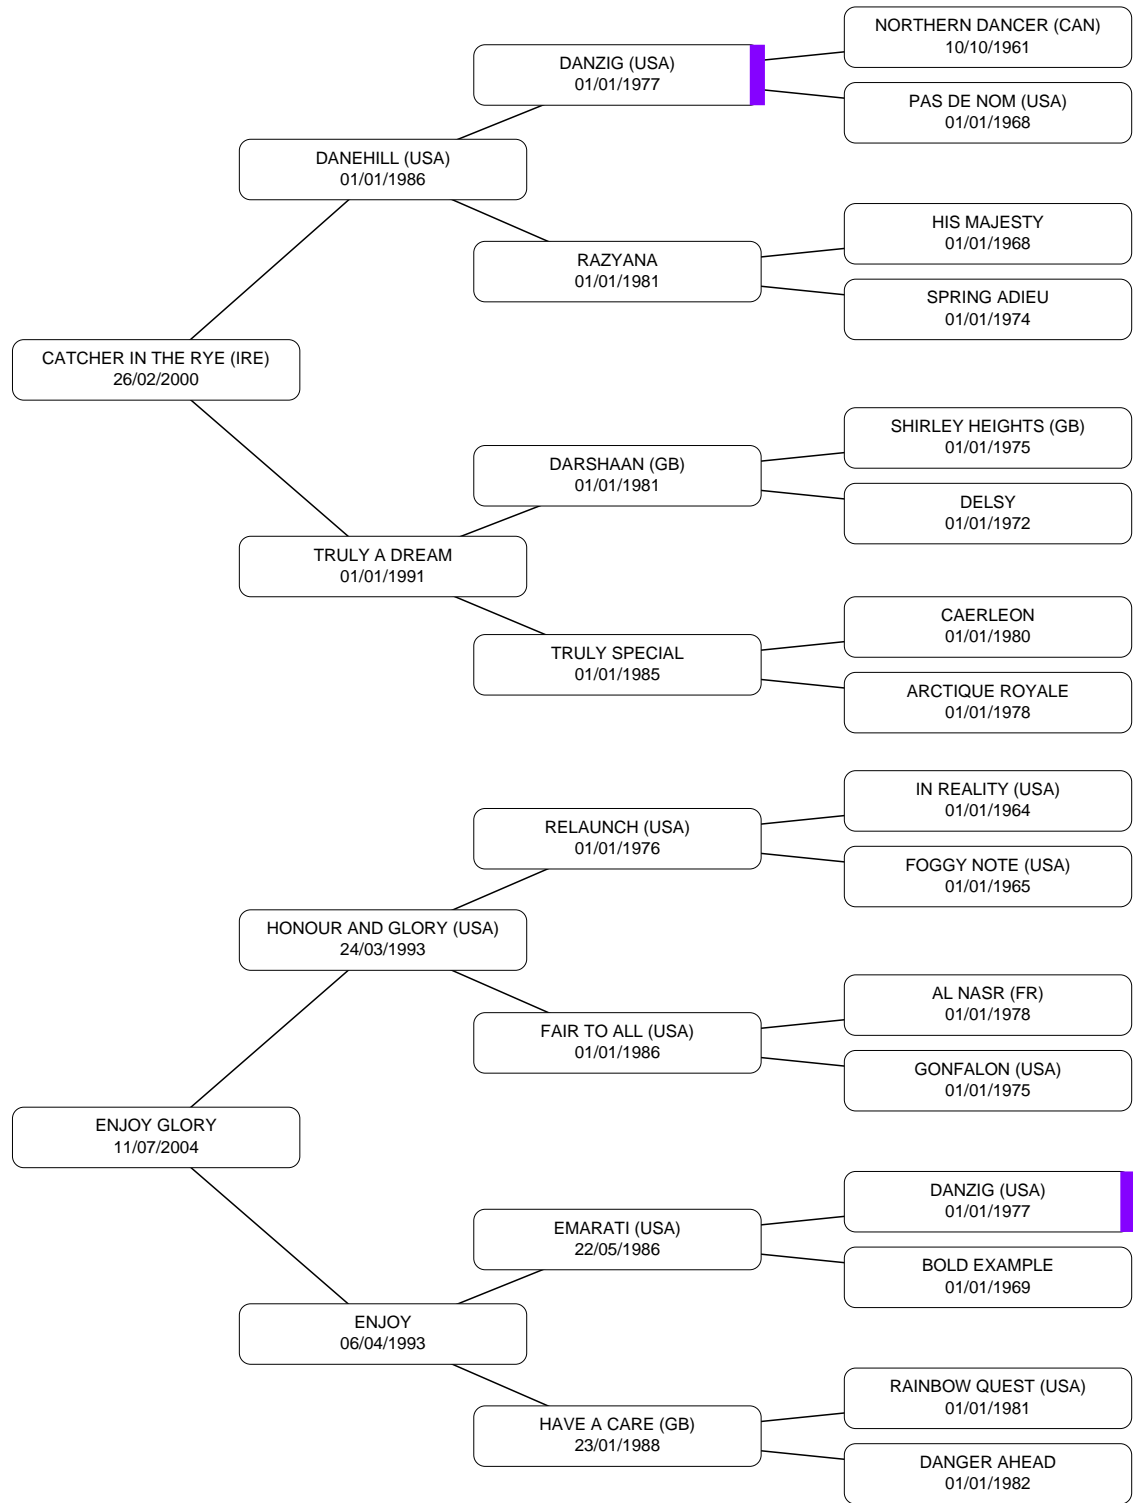 NORTHERN DANCER (CAN)
10/10/1961
DANZIG (USA)
01/01/1977
PAS DE NOM (USA)
01/01/1968
DANEHILL (USA)
01/01/1986
HIS MAJESTY
01/01/1968
RAZYANA
01/01/1981
SPRING ADIEU
01/01/1974
CATCHER IN THE RYE (IRE)
26/02/2000
SHIRLEY HEIGHTS (GB)
01/01/1975
DARSHAAN (GB)
01/01/1981
DELSY
01/01/1972
TRULY A DREAM
01/01/1991
CAERLEON
01/01/1980
TRULY SPECIAL
01/01/1985
ARCTIQUE ROYALE
01/01/1978
IN REALITY (USA)
01/01/1964
RELAUNCH (USA)
01/01/1976
FOGGY NOTE (USA)
01/01/1965
HONOUR AND GLORY (USA)
24/03/1993
AL NASR (FR)
01/01/1978
FAIR TO ALL (USA)
01/01/1986
GONFALON (USA)
01/01/1975
ENJOY GLORY
11/07/2004
DANZIG (USA)
01/01/1977
EMARATI (USA)
22/05/1986
BOLD EXAMPLE
01/01/1969
ENJOY
06/04/1993
RAINBOW QUEST (USA)
01/01/1981
HAVE A CARE (GB)
23/01/1988
DANGER AHEAD
01/01/1982